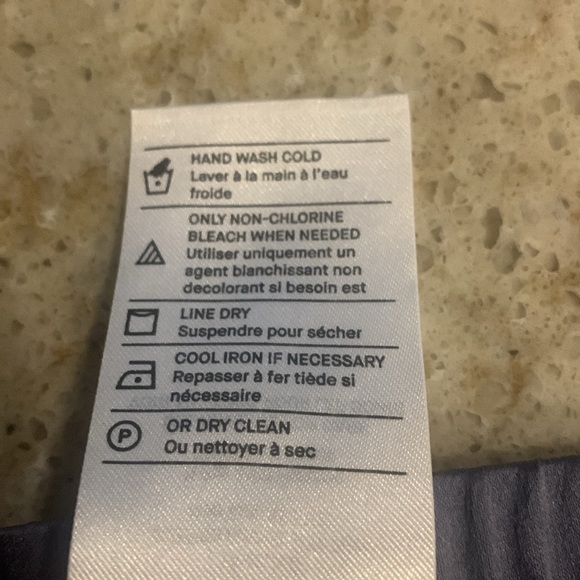 HAND WASH COLD
Laver à la main à l'eau
froide
ONLY NON-CHLORINE
BLEACH WHEN NEEDED
Utiliser uniquement un
agent blanchissant non
decolorant si besoin est
LINE DRY
Suspendre pour sécher
COOL IRON IF NECESSARY
Repasser à fer tiède si
nécessaire
P
OR DRY CLEAN
Ou nettoyer à sec